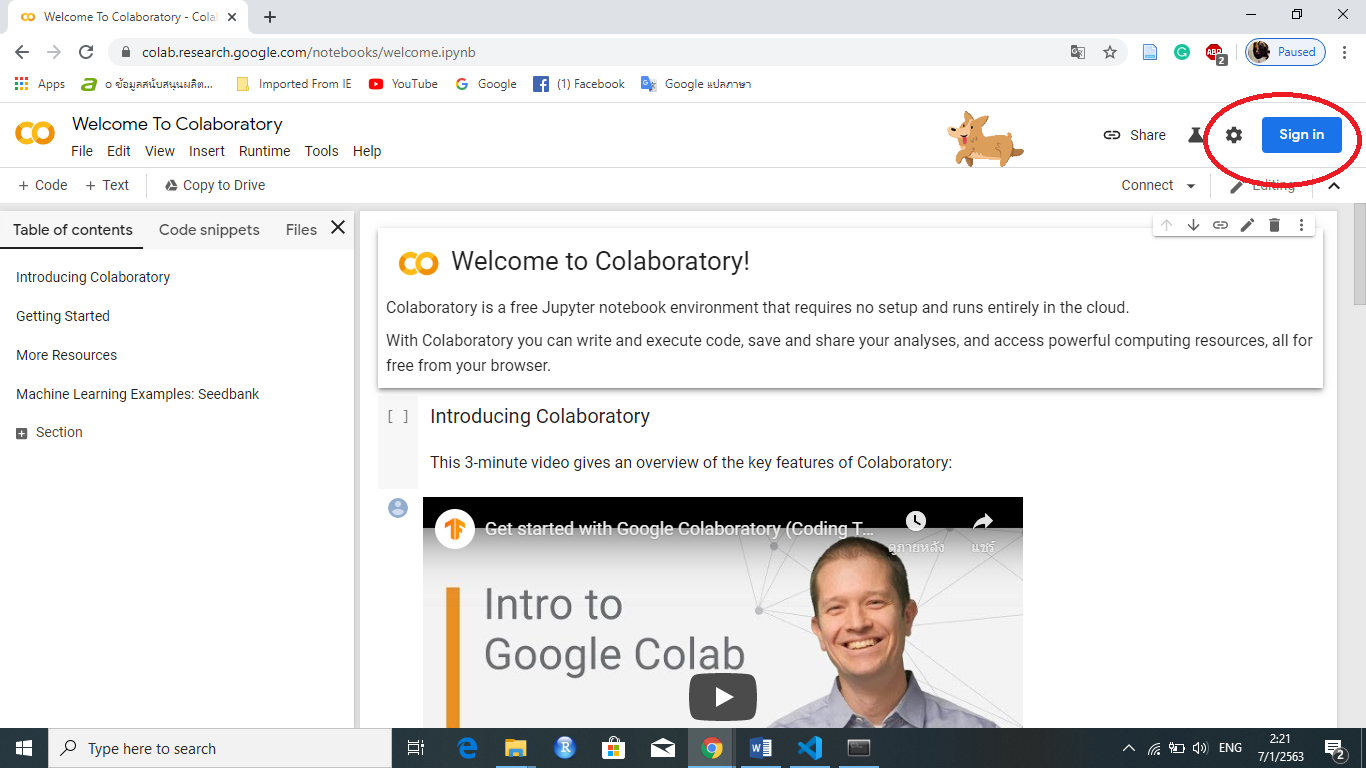 Welcome To Colaboratory - Cola
colab.research.google.com/notebooks/welcome.ipynb
ABP
2
Paused
Apps
o ข้อมูลสนับสนุนผลิต...
Imported From IE
YouTube
Google
(1) Facebook
Google แปลภาษา
Welcome To Colaboratory
File Edit View Insert Runtime Tools Help
Share
Sign in
+ Code + Text
Copy to Drive
Connect
Editing
Table of contents
Code snippets
Files
Introducing Colaboratory
Getting Started
More Resources
Machine Learning Examples: Seedbank
Section
Welcome to Colaboratory!
Colaboratory is a free Jupyter notebook environment that requires no setup and runs entirely in the cloud.
With Colaboratory you can write and execute code, save and share your analyses, and access powerful computing resources, all for
free from your browser.
[ ] Introducing Colaboratory
This 3-minute video gives an overview of the key features of Colaboratory:
Get started with Google Colaboratory (Coding T...
ดูภายหลัง
แชร์
Intro to
Google Colab
Type here to search
ENG
2:21
7/1/2563
2